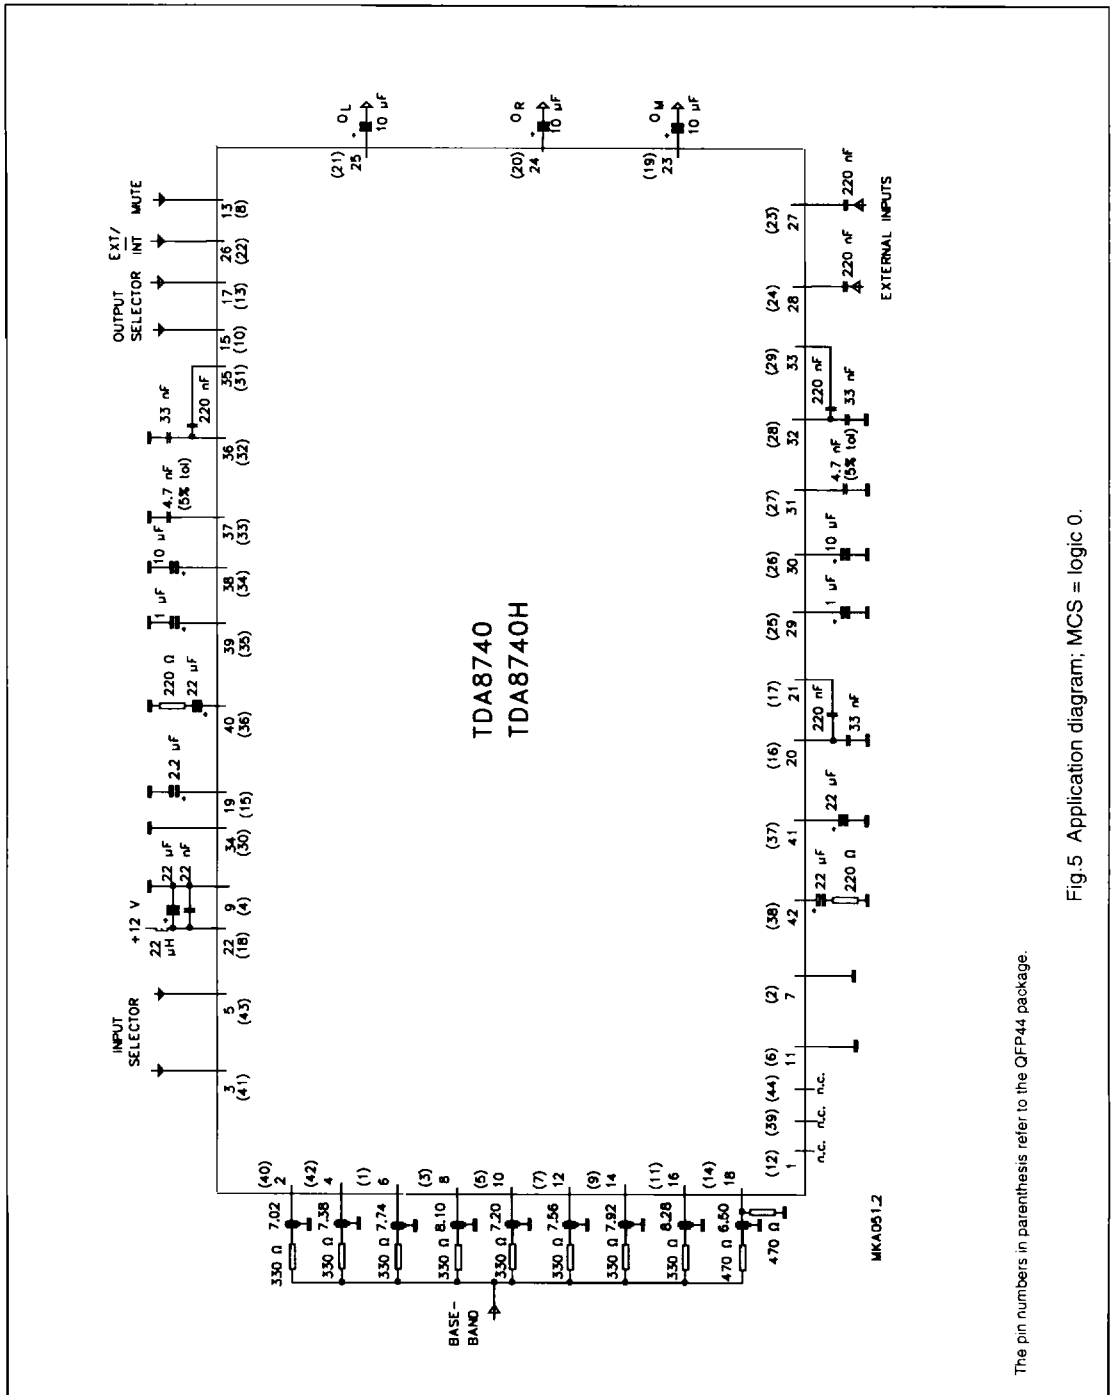 O L
10 µF
(21)
25
O R
10 µF
(20)
24
O M
10 µF
(19)
23
MUTE
13
(8)
EXT/
INT
26
(22)
OUTPUT
SELECTOR
17
(13)
15
(10)
35
(31)
220 nF
33 nF
36
(32)
4.7 nF
(5% tol)
37
(33)
10 µF
38
(34)
1 µF
39
(35)
220 Ω
22 µF
40
(36)
2.2 µF
19
(15)
34
(30)
22 µF
22 nF
9
(4)
+12 V
22
µH
22
(18)
INPUT
SELECTOR
5
(43)
3
(41)
TDA8740
TDA8740H
(23)
27
220 nF
(24)
28
220 nF
EXTERNAL INPUTS
(29)
33
220 nF
33 nF
(28)
32
4.7 nF
(5% tol)
(27)
31
10 µF
(26)
30
1 µF
(25)
29
(17)
21
220 nF
33 nF
(16)
20
22 µF
(37)
41
22 µF
220 Ω
(38)
42
(2)
7
(6)
11
(44) n.c.
(39) n.c.
(12)
1
n.c.
(40)
2
330 Ω 7.02
(42)
4
330 Ω 7.38
(1)
6
330 Ω 7.74
(3)
8
330 Ω 8.10
(5)
10
330 Ω 7.20
(7)
12
330 Ω 7.56
(9)
14
330 Ω 7.92
(11)
16
330 Ω 8.28
(14)
18
470 Ω 6.50
470 Ω
BASE-
BAND
MKA051.2
The pin numbers in parenthesis refer to the QFP44 package.
Fig.5 Application diagram; MCS = logic 0.